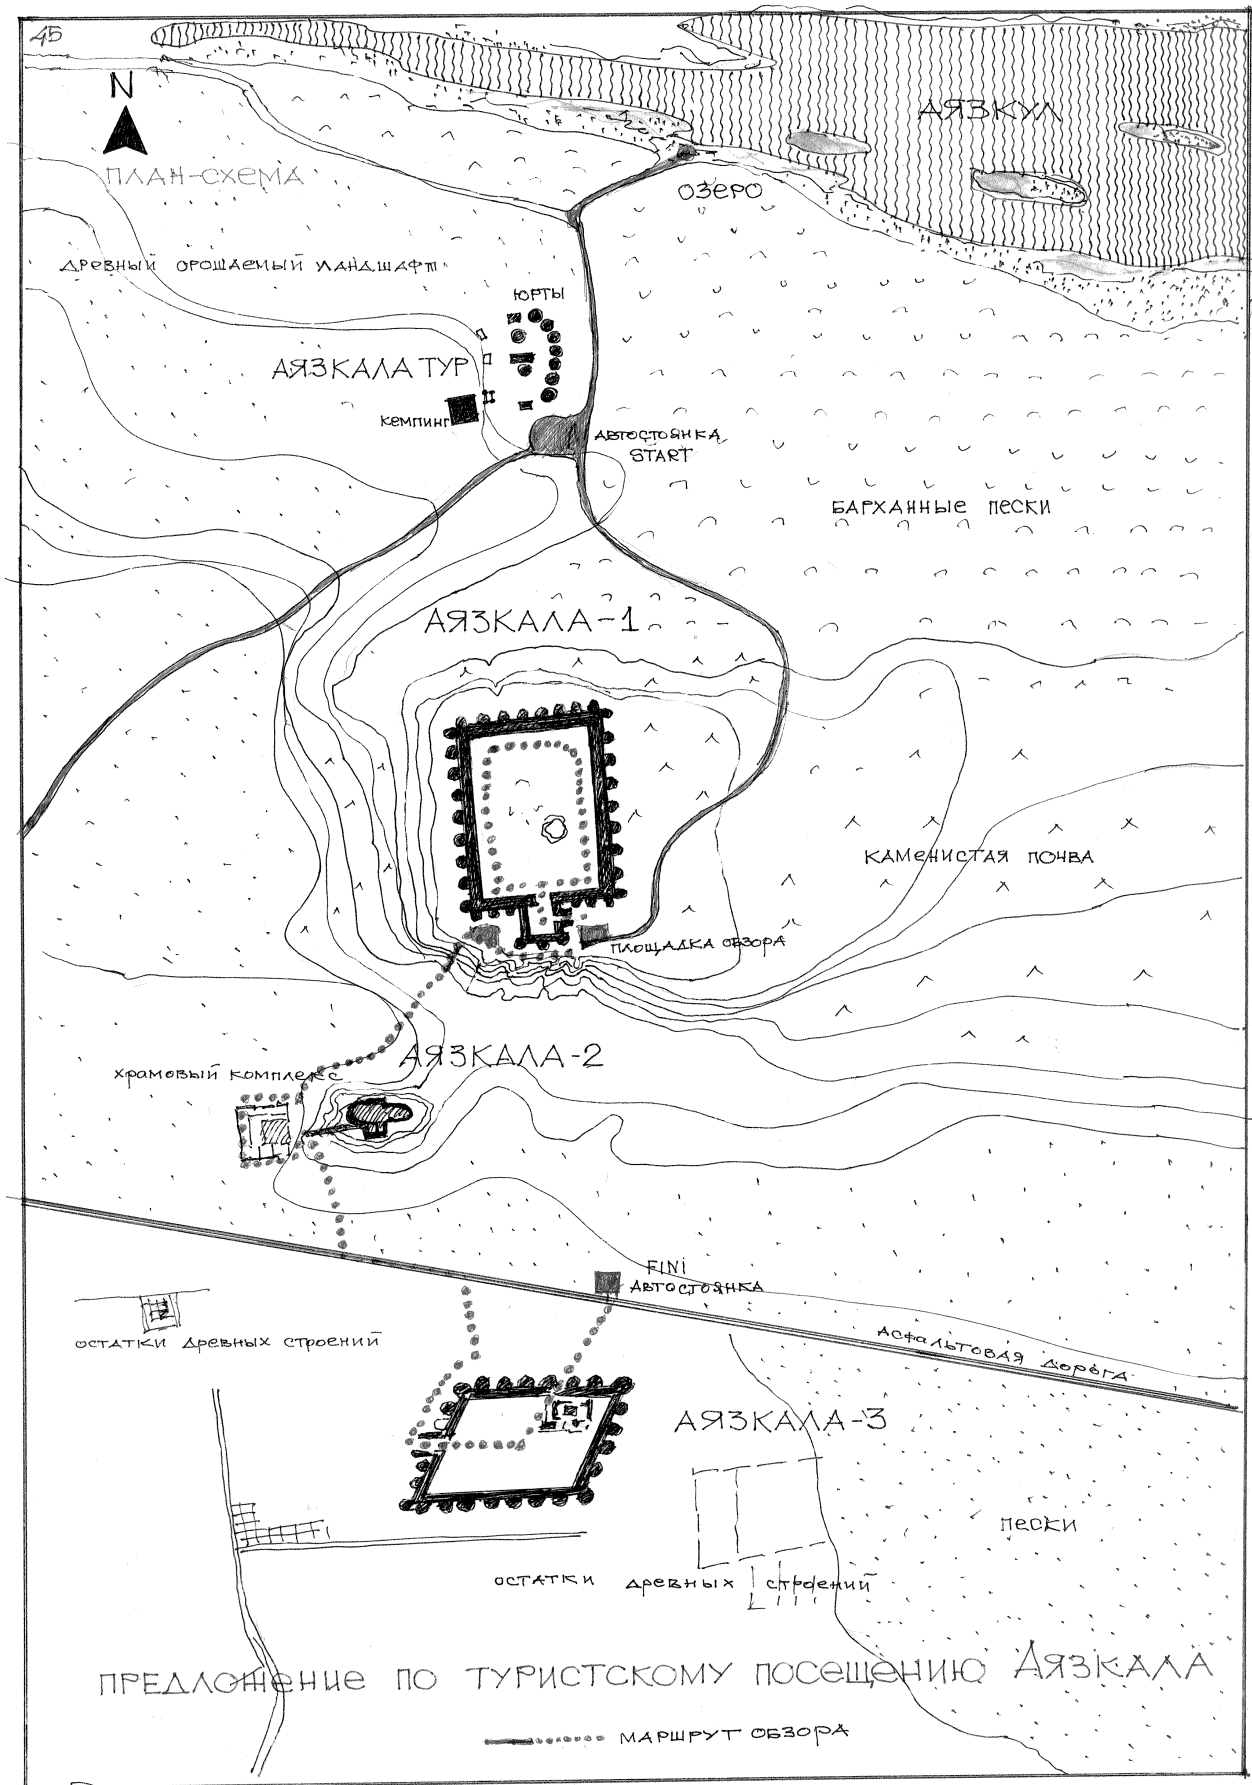 45
N
АЯЗКУЛ
ПЛАН-СХЕМА
ОЗЕРО
ДРЕВНЫЙ ОРОШАЕМЫЙ ЛАНДШАФТ
ЮРТЫ
АЯЗКАЛА ТУР
КЕМПИНГ
АВТОСТОЯНКА
START
БАРХАННЫЕ ПЕСКИ
АЯЗКАЛА-1
КАМЕНИСТАЯ ПОЧВА
ПЛОЩАДКА ОБЗОРА
АЯЗКАЛА-2
ХРАМОВЫЙ КОМПЛЕКС
FINI
АВТОСТОЯНКА
ОСТАТКИ ДРЕВНЫХ СТРОЕНИЙ
АСФАЛЬТОВАЯ ДОРОГА
АЯЗКАЛА-3
ПЕСКИ
ОСТАТКИ ДРЕВНЫХ СТРОЕНИЙ
ПРЕДЛОЖЕНИЕ ПО ТУРИСТСКОМУ ПОСЕЩЕНИЮ АЯЗКАЛА
МАРШРУТ ОБЗОРА